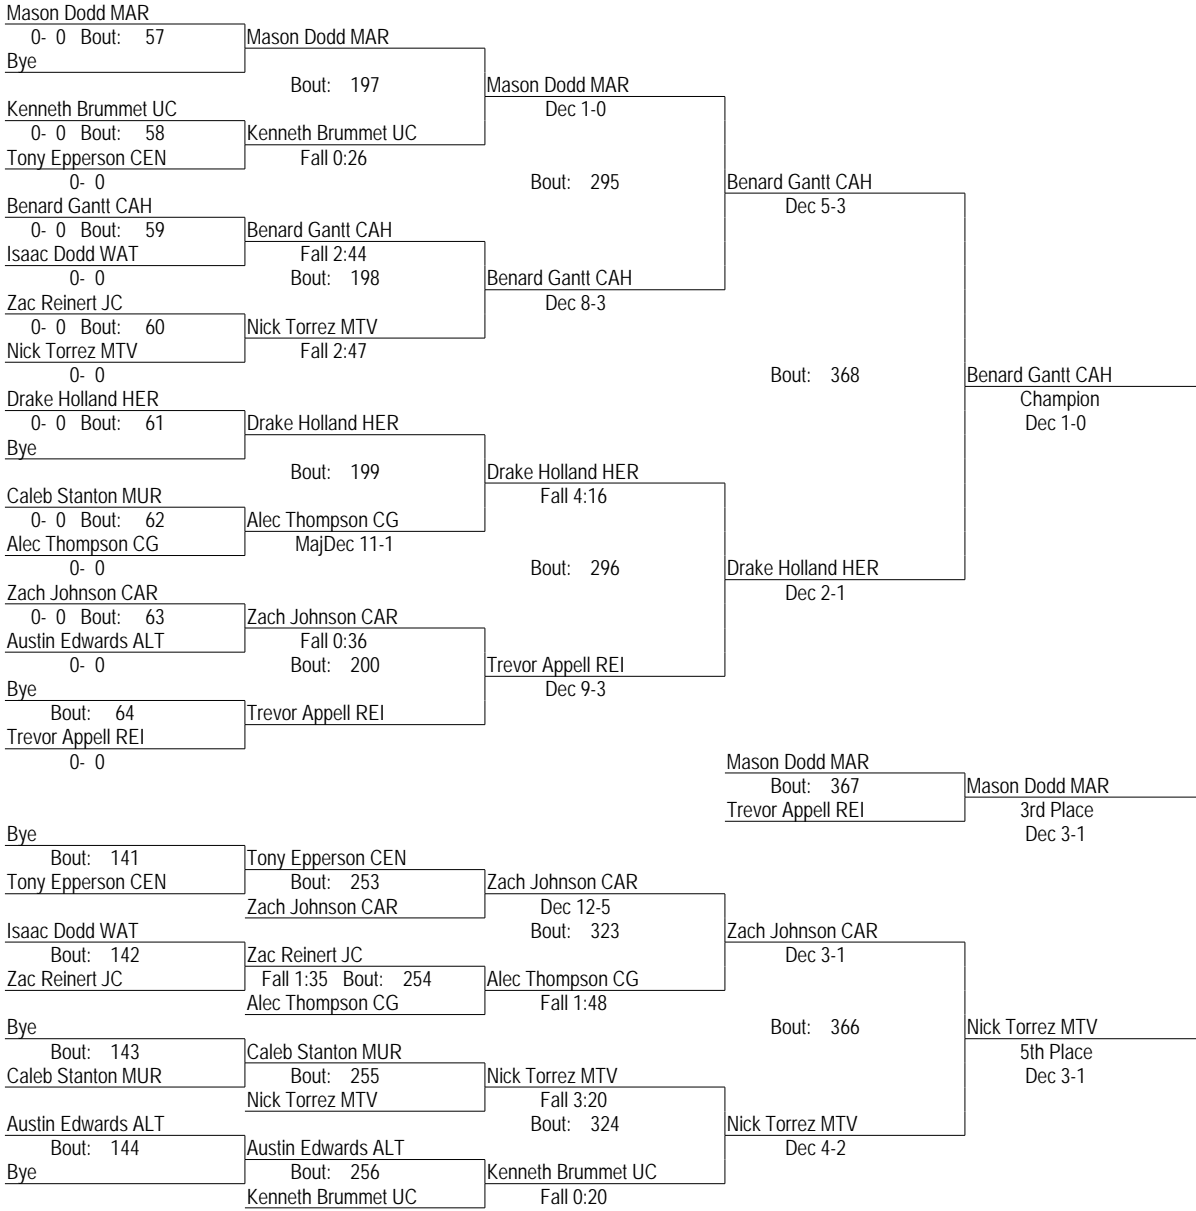 Mason Dodd MAR
0- 0 Bout: 57
Mason Dodd MAR
Bye
Bout: 197
Mason Dodd MAR
Kenneth Brummet UC
Dec 1-0
0- 0 Bout: 58
Kenneth Brummet UC
Tony Epperson CEN
Fall 0:26
0- 0
Bout: 295
Benard Gantt CAH
Benard Gantt CAH
Dec 5-3
0- 0 Bout: 59
Benard Gantt CAH
Isaac Dodd WAT
Fall 2:44
0- 0
Bout: 198
Benard Gantt CAH
Zac Reinert JC
Dec 8-3
0- 0 Bout: 60
Nick Torrez MTV
Nick Torrez MTV
Fall 2:47
0- 0
Bout: 368
Benard Gantt CAH
Drake Holland HER
Champion
0- 0 Bout: 61
Drake Holland HER
Dec 1-0
Bye
Bout: 199
Drake Holland HER
Caleb Stanton MUR
Fall 4:16
0- 0 Bout: 62
Alec Thompson CG
Alec Thompson CG
MajDec 11-1
0- 0
Bout: 296
Drake Holland HER
Zach Johnson CAR
Dec 2-1
0- 0 Bout: 63
Zach Johnson CAR
Austin Edwards ALT
Fall 0:36
0- 0
Bout: 200
Trevor Appell REI
Bye
Dec 9-3
Bout: 64
Trevor Appell REI
Trevor Appell REI
0- 0
Mason Dodd MAR
Bout: 367
Mason Dodd MAR
Trevor Appell REI
3rd Place
Dec 3-1
Bye
Bout: 141
Tony Epperson CEN
Tony Epperson CEN
Bout: 253
Zach Johnson CAR
Zach Johnson CAR
Dec 12-5
Isaac Dodd WAT
Bout: 323
Zach Johnson CAR
Bout: 142
Zac Reinert JC
Dec 3-1
Zac Reinert JC
Fall 1:35 Bout: 254
Alec Thompson CG
Alec Thompson CG
Fall 1:48
Bye
Bout: 366
Nick Torrez MTV
Bout: 143
Caleb Stanton MUR
5th Place
Caleb Stanton MUR
Bout: 255
Nick Torrez MTV
Dec 3-1
Nick Torrez MTV
Fall 3:20
Austin Edwards ALT
Bout: 324
Nick Torrez MTV
Bout: 144
Austin Edwards ALT
Dec 4-2
Bye
Bout: 256
Kenneth Brummet UC
Kenneth Brummet UC
Fall 0:20